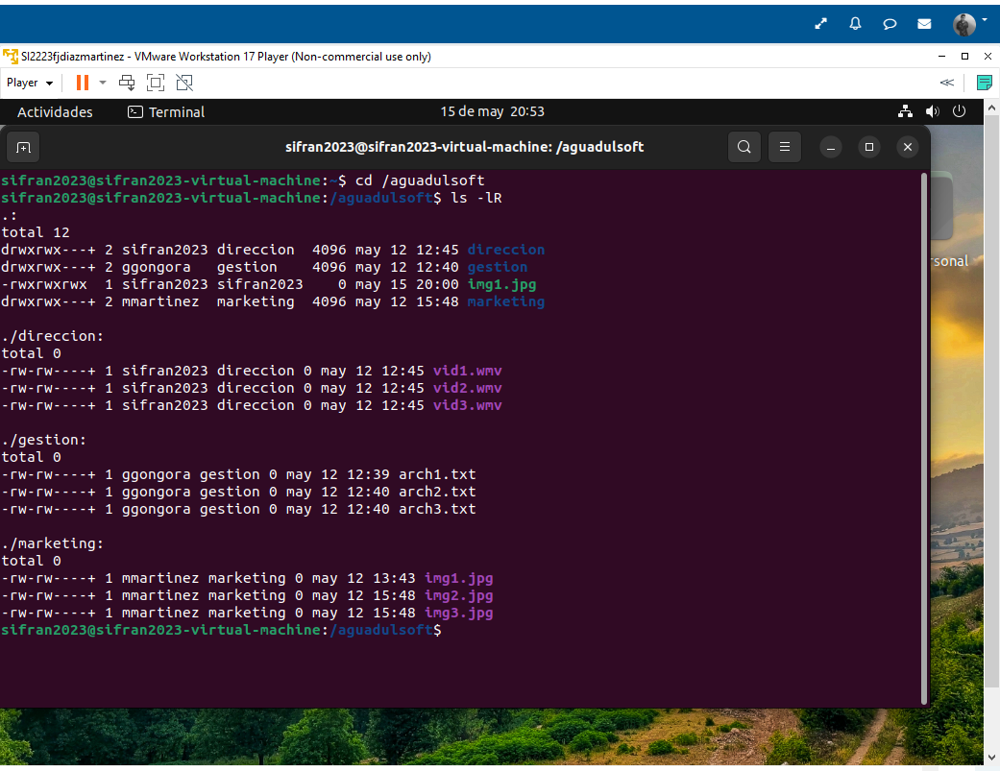 SI2223fjdiazmartinez - VMware Workstation 17 Player (Non-commercial use only)
Player
Actividades
Terminal
15 de may 20:53
sifran2023@sifran2023-virtual-machine: /aguadulsoft
sifran2023@sifran2023-virtual-machine:~$ cd /aguadulsoft
sifran2023@sifran2023-virtual-machine:/aguadulsoft$ ls -lR
.:
total 12
drwxrwx---+ 2 sifran2023 direccion  4096 may 12 12:45 direccion
drwxrwx---+ 2 ggongora   gestion    4096 may 12 12:40 gestion
-rwxrwxrwx  1 sifran2023 sifran2023    0 may 15 20:00 img1.jpg
drwxrwx---+ 2 mmartinez  marketing  4096 may 12 15:48 marketing
./direccion:
total 0
-rw-rw----+ 1 sifran2023 direccion 0 may 12 12:45 vid1.wmv
-rw-rw----+ 1 sifran2023 direccion 0 may 12 12:45 vid2.wmv
-rw-rw----+ 1 sifran2023 direccion 0 may 12 12:45 vid3.wmv
./gestion:
total 0
-rw-rw----+ 1 ggongora gestion 0 may 12 12:39 arch1.txt
-rw-rw----+ 1 ggongora gestion 0 may 12 12:40 arch2.txt
-rw-rw----+ 1 ggongora gestion 0 may 12 12:40 arch3.txt
./marketing:
total 0
-rw-rw----+ 1 mmartinez marketing 0 may 12 13:43 img1.jpg
-rw-rw----+ 1 mmartinez marketing 0 may 12 15:48 img2.jpg
-rw-rw----+ 1 mmartinez marketing 0 may 12 15:48 img3.jpg
sifran2023@sifran2023-virtual-machine:/aguadulsoft$
sonal